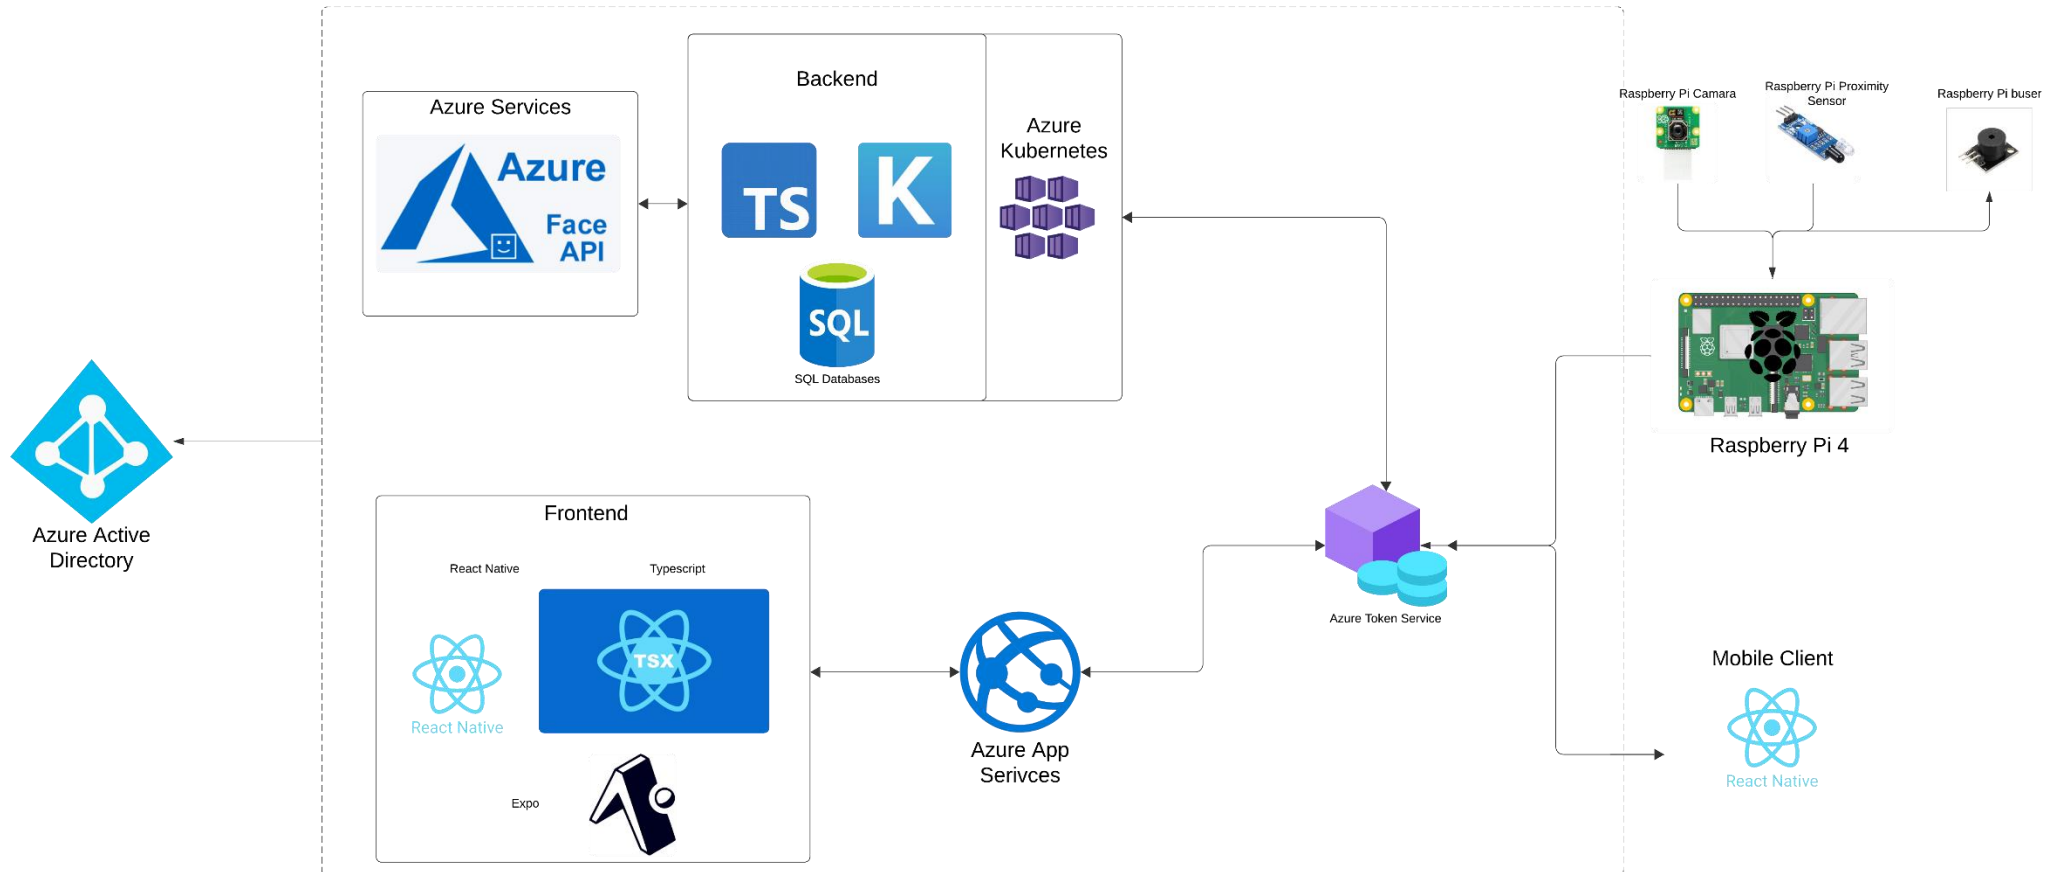 Azure Services
Azure
Face
API
Backend
TS
K
SQL
SQL Databases
Azure
Kubernetes
Raspberry Pi Camara
Raspberry Pi Proximity
Sensor
Raspberry Pi buser
Raspberry Pi 4
Azure Active
Directory
Frontend
React Native
Typescript
TSX
React Native
Expo
Azure App
Serivces
Azure Token Service
Mobile Client
React Native